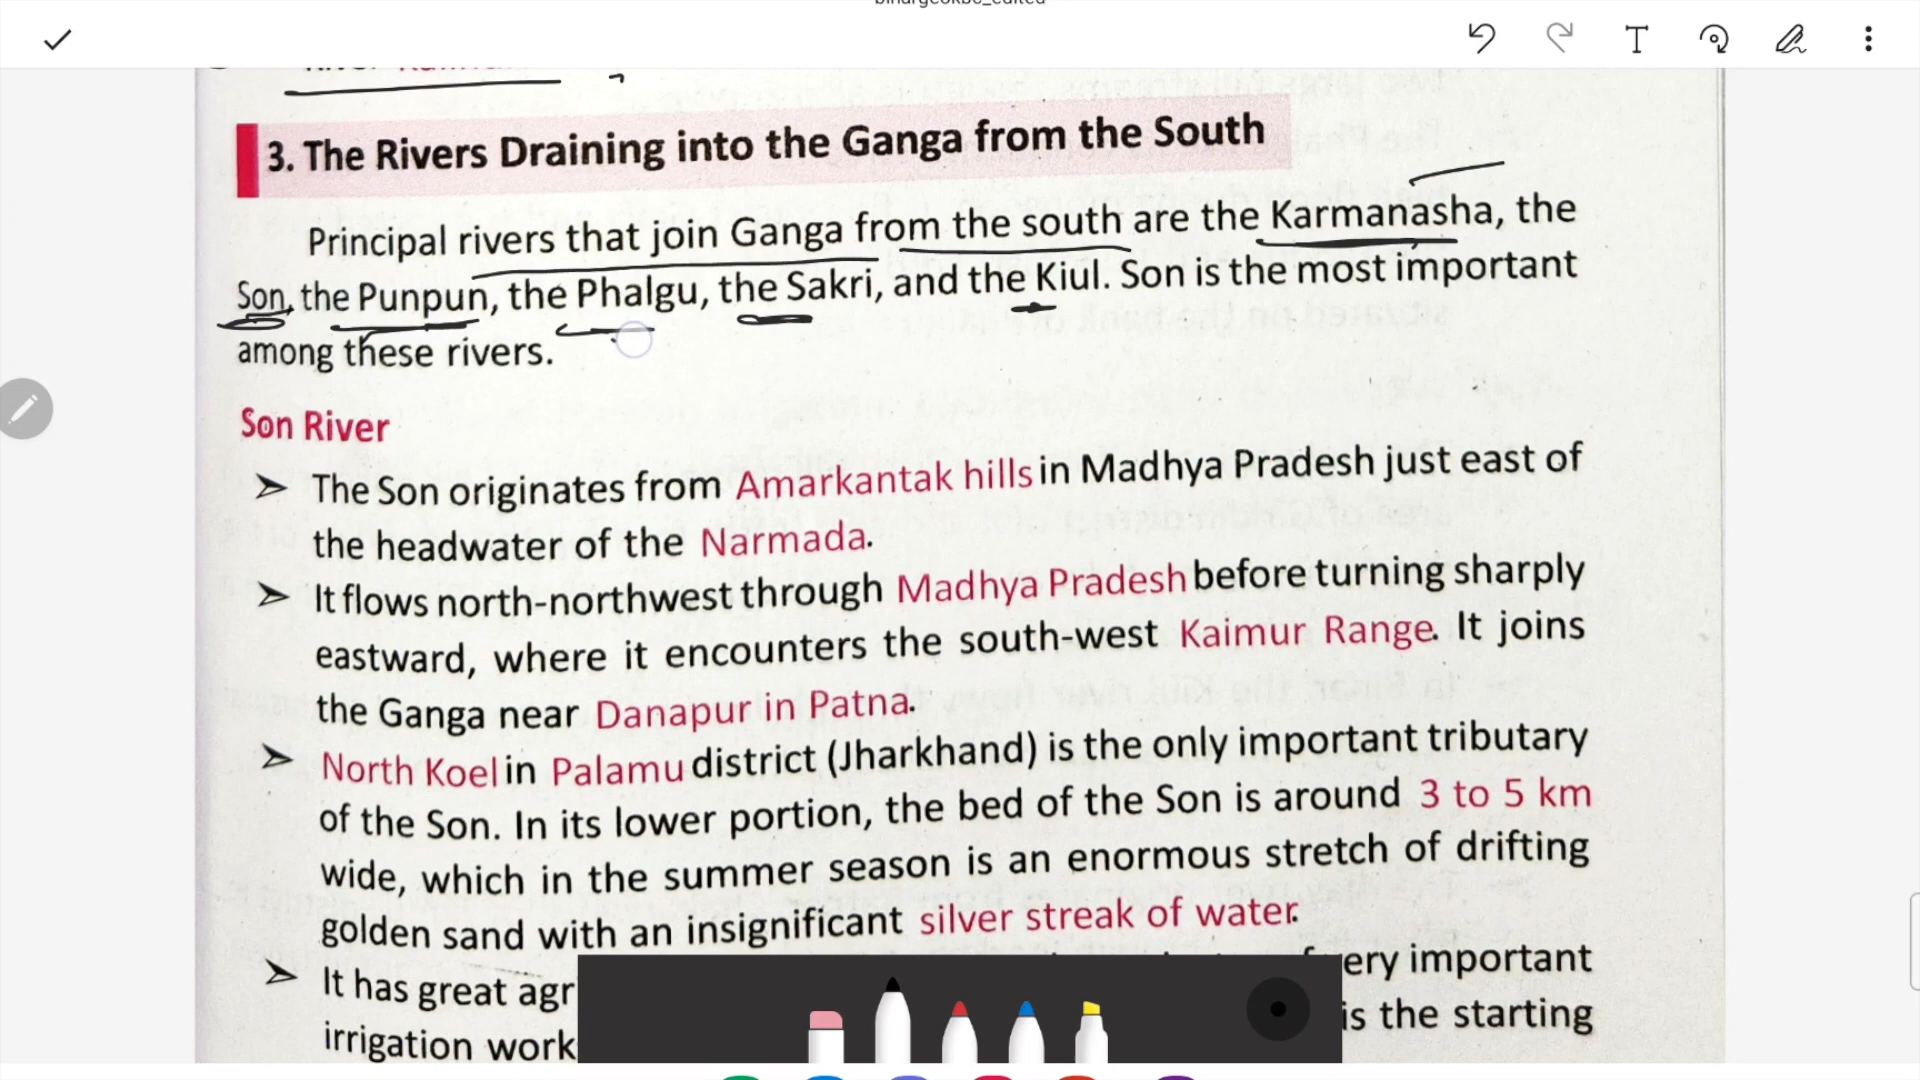 3. The Rivers Draining into the Ganga from the South
Principal rivers that join Ganga from the south are the Karmanasha, the
Son, the Punpun, the Phalgu, the Sakri, and the Kiul. Son is the most important
among these rivers.
Son River
➢ The Son originates from Amarkantak hills in Madhya Pradesh just east of
the headwater of the Narmada.
➢ It flows north-northwest through Madhya Pradesh before turning sharply
eastward, where it encounters the south-west Kaimur Range. It joins
the Ganga near Danapur in Patna.
➢ North Koel in Palamu district (Jharkhand) is the only important tributary
of the Son. In its lower portion, the bed of the Son is around 3 to 5 km
wide, which in the summer season is an enormous stretch of drifting
golden sand with an insignificant silver streak of water.
➢ It has great agr ery important
irrigation work is the starting